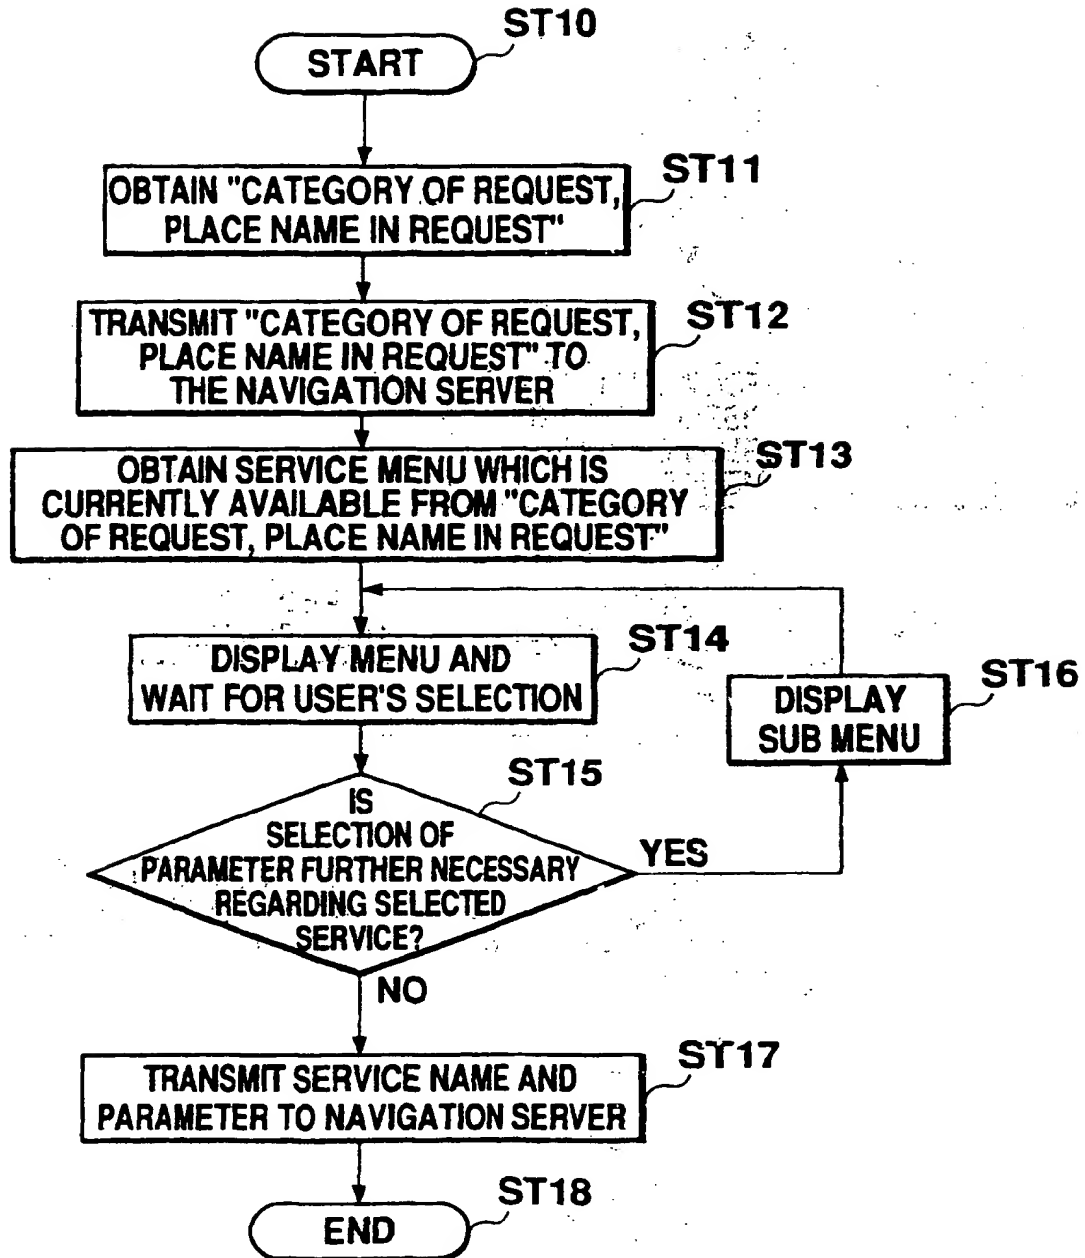 ST10
START
ST11
OBTAIN "CATEGORY OF REQUEST,
PLACE NAME IN REQUEST"
ST12
TRANSMIT "CATEGORY OF REQUEST,
PLACE NAME IN REQUEST" TO
THE NAVIGATION SERVER
ST13
OBTAIN SERVICE MENU WHICH IS
CURRENTLY AVAILABLE FROM "CATEGORY
OF REQUEST, PLACE NAME IN REQUEST"
ST14
DISPLAY MENU AND
WAIT FOR USER'S SELECTION
ST16
DISPLAY
SUB MENU
ST15
IS
SELECTION OF
PARAMETER FURTHER NECESSARY
REGARDING SELECTED
SERVICE?
YES
NO
ST17
TRANSMIT SERVICE NAME AND
PARAMETER TO NAVIGATION SERVER
ST18
END